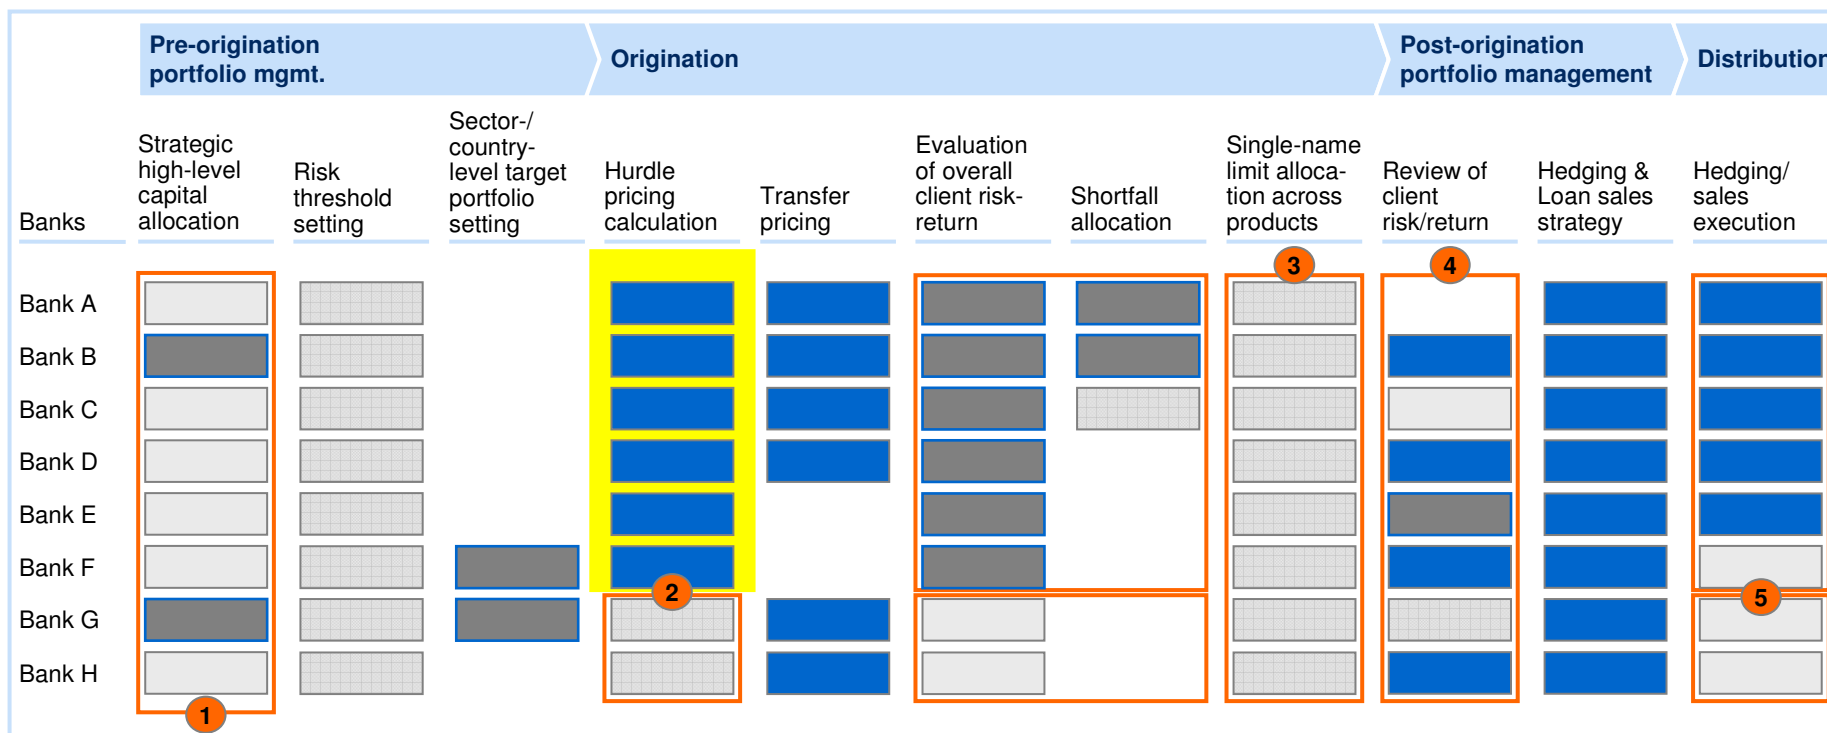 Pre-origination
portfolio mgmt.
Origination
Post-origination
portfolio management
Distribution
Banks
Strategic
high-level
capital
allocation
Risk
threshold
setting
Sector-/
country-
level target
portfolio
setting
Hurdle
pricing
calculation
Transfer
pricing
Evaluation
of overall
client risk-
return
Shortfall
allocation
Single-name
limit alloca-
tion across
products
Review of
client
risk/return
Hedging &
Loan sales
strategy
Hedging/
sales
execution
3
4
Bank A
Bank B
Bank C
Bank D
Bank E
Bank F
2
5
Bank G
Bank H
1